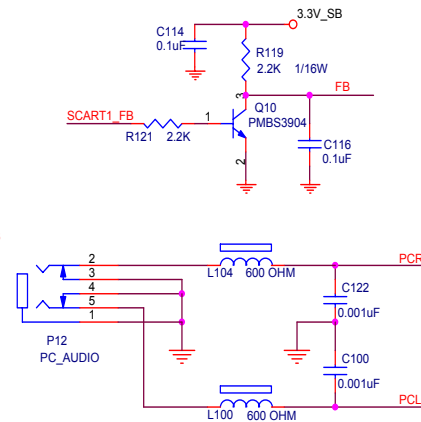 3.3V_SB
C114
0.1uF
R119
2.2K 1/16W
3
FB
Q10
PMBS3904
SCART1_FB
1
R121 2.2K
C116
0.1uF
2
2
PCR
3
L104 600 OHM
4
C122
5
0.001uF
1
P12
PC_AUDIO
C100
0.001uF
PCL
L100 600 OHM